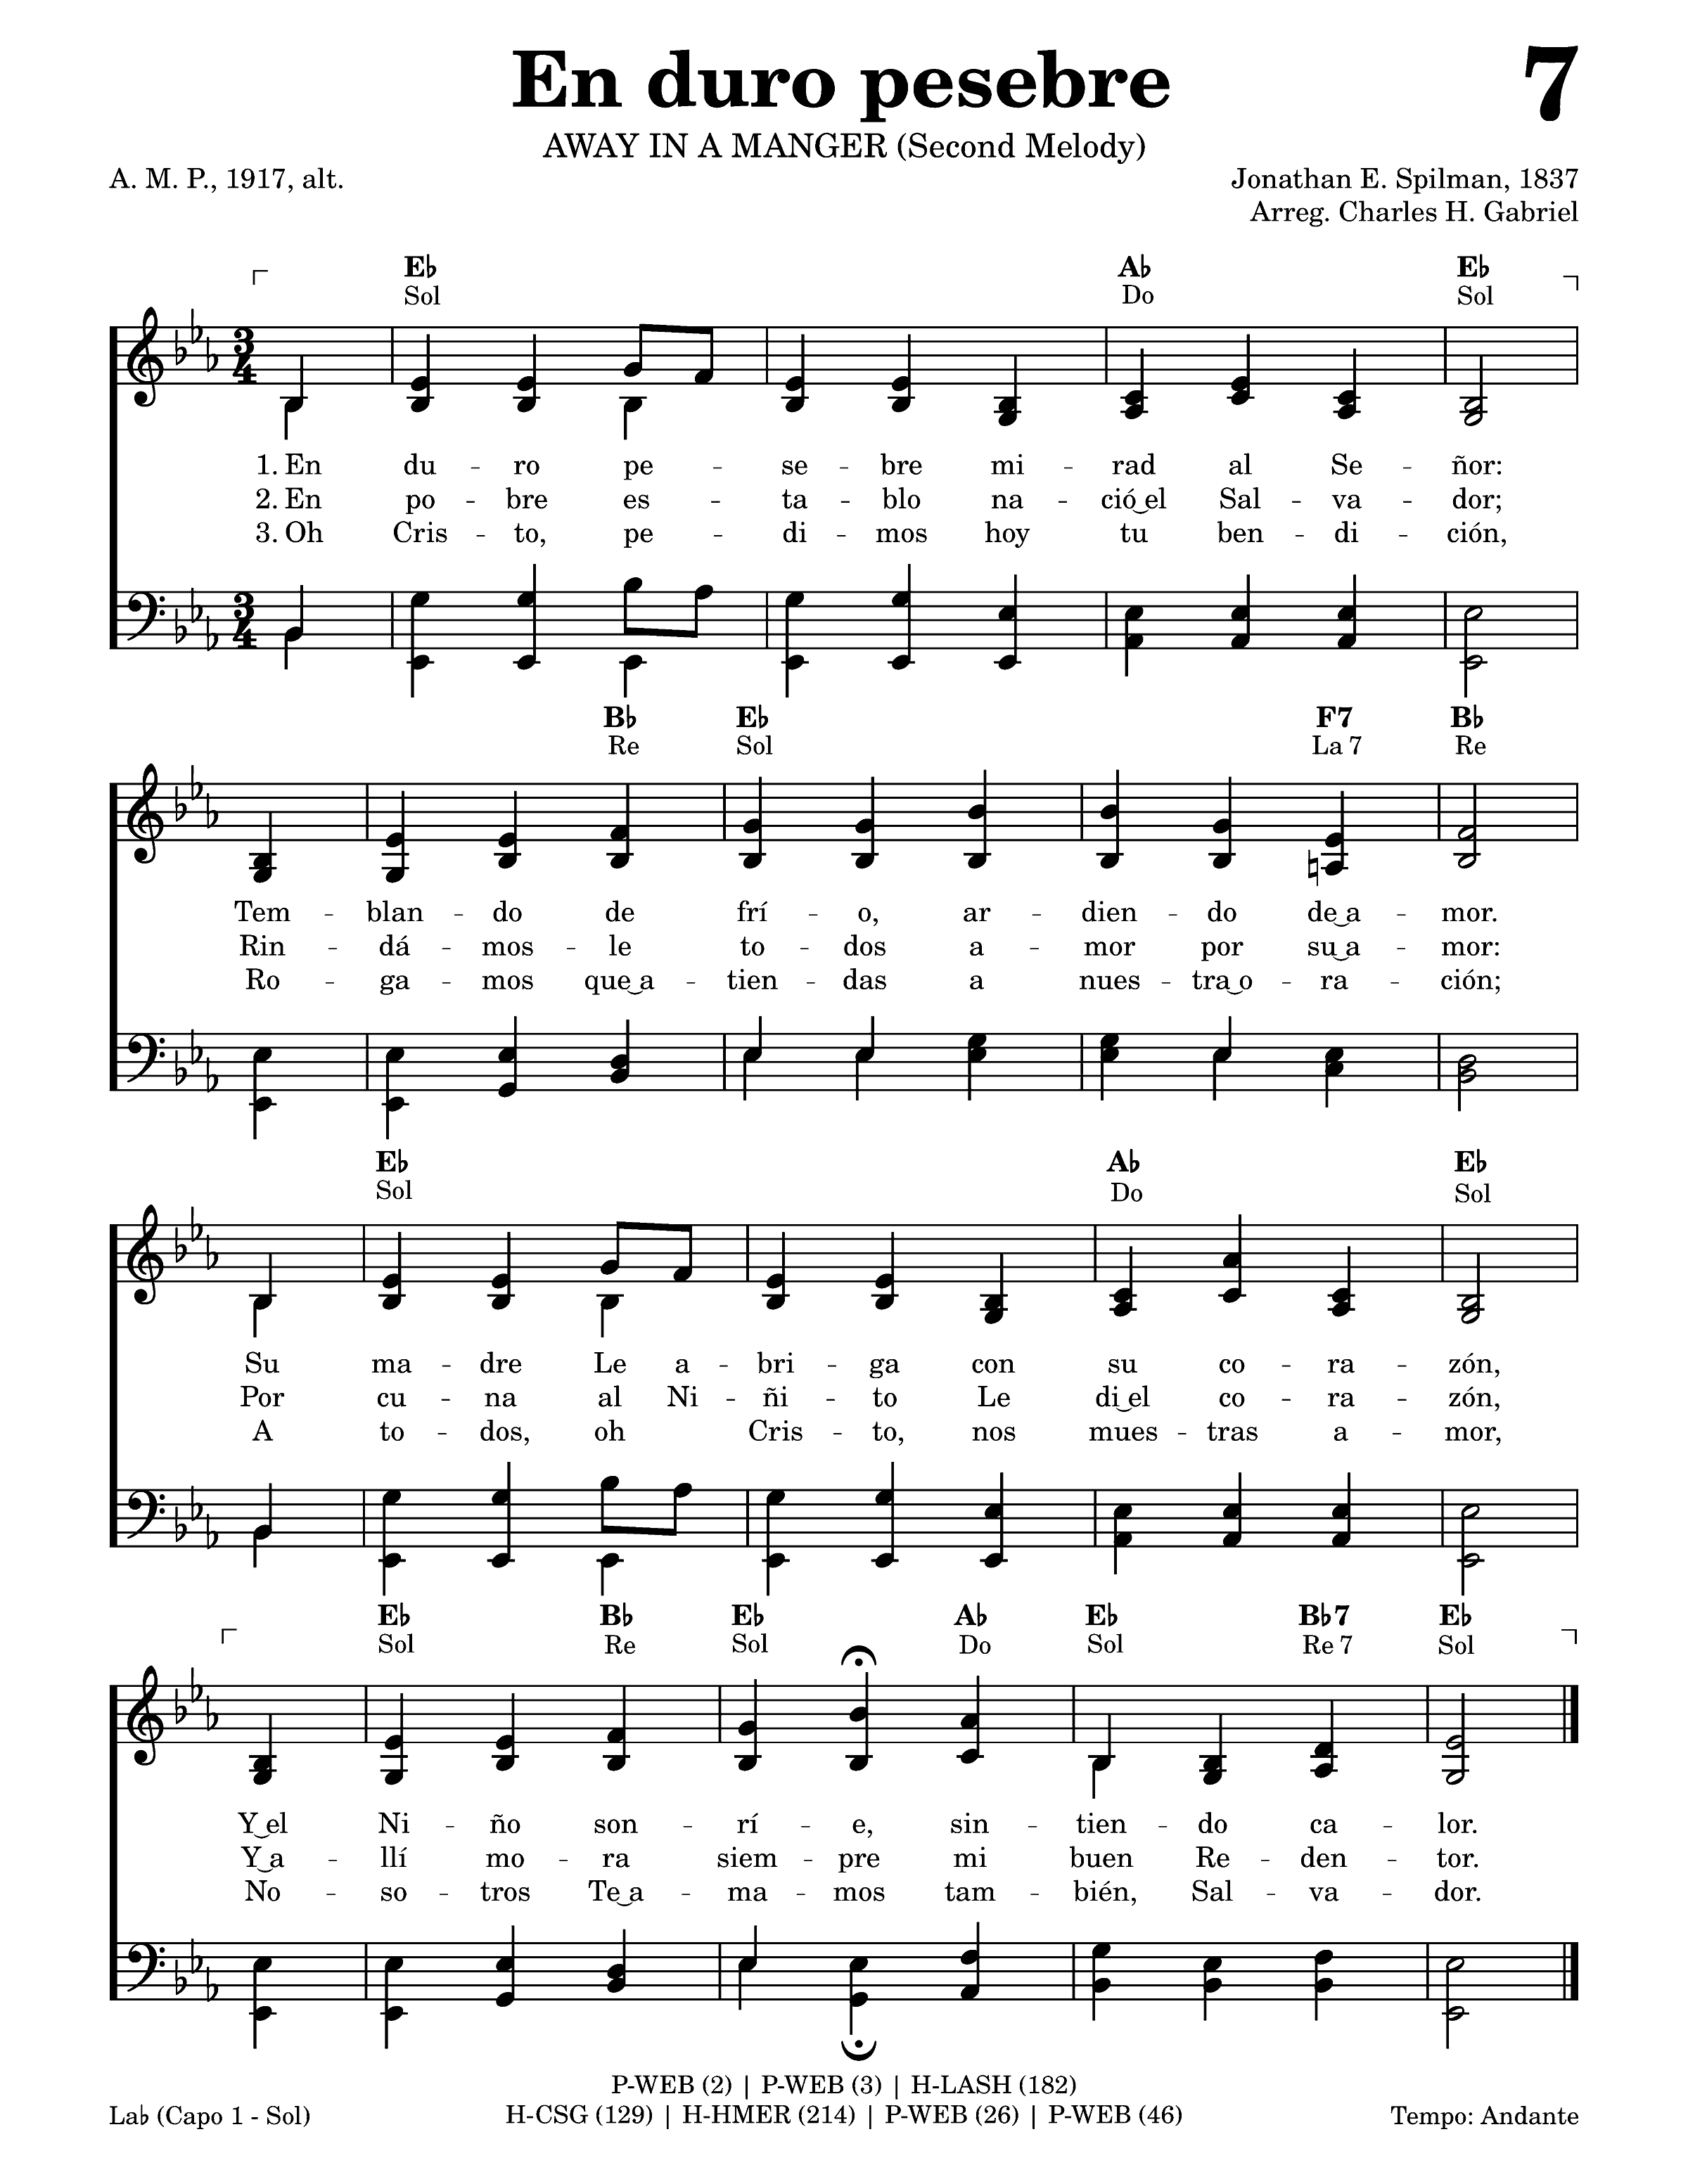 En duro pesebre
7
AWAY IN A MANGER (Second Melody)
A. M. P., 1917, alt.
Jonathan E. Spilman, 1837
Arreg. Charles H. Gabriel
E♭ A♭ E♭
Sol Do Sol
1. En du - ro pe - se - bre mi - rad al Se - ñor:
2. En po - bre es - ta - blo na - ció‿el Sal - va - dor;
3. Oh Cris - to, pe - di - mos hoy tu ben - di - ción,
B♭ E♭ F7 B♭
Re Sol La 7 Re
Tem - blan - do de frí - o, ar - dien - do de‿a - mor.
Rin - dá - mos - le to - dos a - mor por su‿a - mor:
Ro - ga - mos que‿a - tien - das a nues - tra‿o - ra - ción;
E♭ A♭ E♭
Sol Do Sol
Su ma - dre Le a - bri - ga con su co - ra - zón,
Por cu - na al Ni - ñi - to Le di‿el co - ra - zón,
A to - dos, oh Cris - to, nos mues - tras a - mor,
E♭ B♭ E♭ A♭ E♭ B♭7 E♭
Sol Re Sol Do Sol Re 7 Sol
Y‿el Ni - ño son - rí - e, sin - tien - do ca - lor.
Y‿a - llí mo - ra siem - pre mi buen Re - den - tor.
No - so - tros Te‿a - ma - mos tam - bién, Sal - va - dor.
P-WEB (2) | P-WEB (3) | H-LASH (182)
Lab (Capo 1 - Sol)
H-CSG (129) | H-HMER (214) | P-WEB (26) | P-WEB (46)
Tempo: Andante